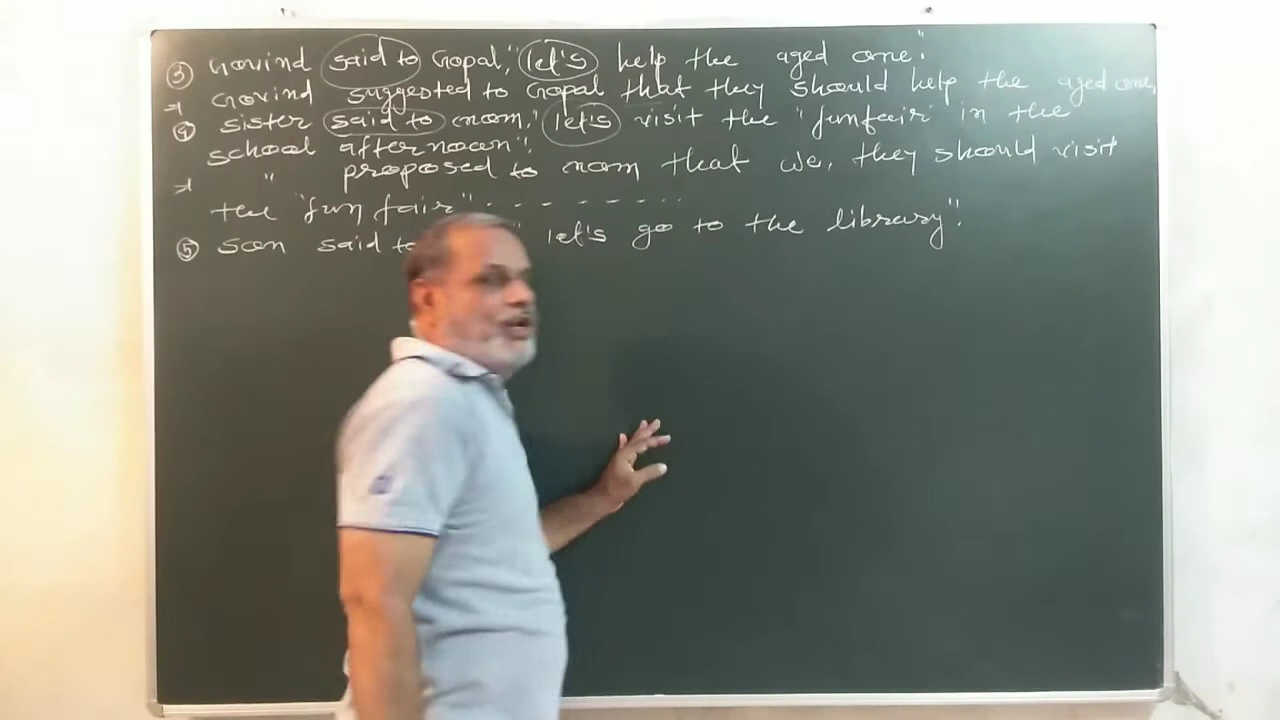 ③ Govind said to Gopal, "let's help the aged one."
→ Govind suggested to Gopal that they should help the aged one,
④ sister said to mom, "let's visit the "funfair" in the
school afternoon".
→ " proposed to mom that we, they should visit
the "fun fair" - - - - - - - - -
⑤ son said to " let's go to the library".